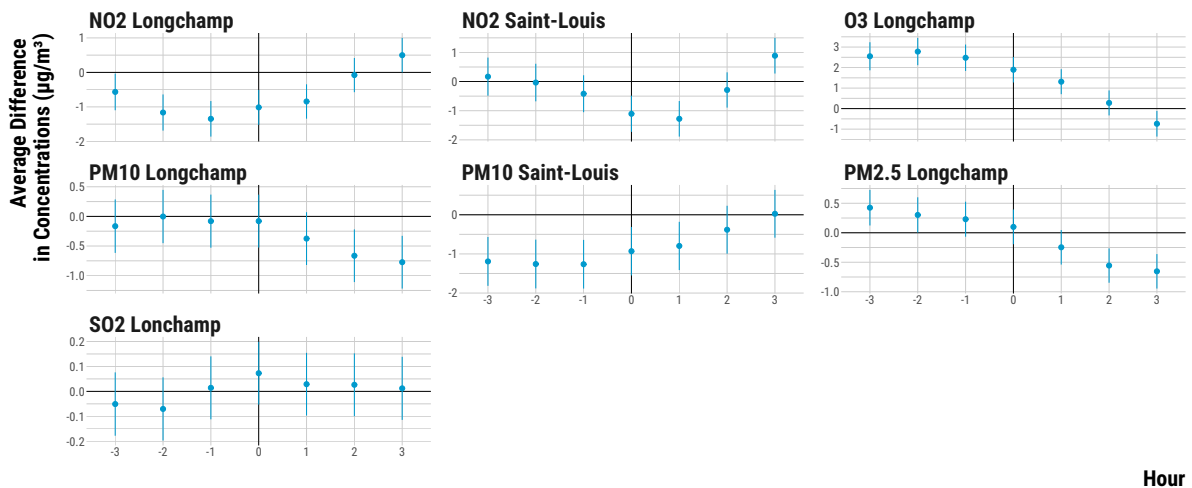 Average Difference
in Concentrations (µg/m³)
NO2 Longchamp
1
0
-1
-2
NO2 Saint-Louis
1
0
-1
-2
O3 Longchamp
3
2
1
0
-1
PM10 Longchamp
0.5
0.0
-0.5
-1.0
PM10 Saint-Louis
0
-1
-2
-3 -2 -1 0 1 2 3
PM2.5 Longchamp
0.5
0.0
-0.5
-1.0
-3 -2 -1 0 1 2 3
SO2 Lonchamp
0.2
0.1
0.0
-0.1
-0.2
-3 -2 -1 0 1 2 3
Hour